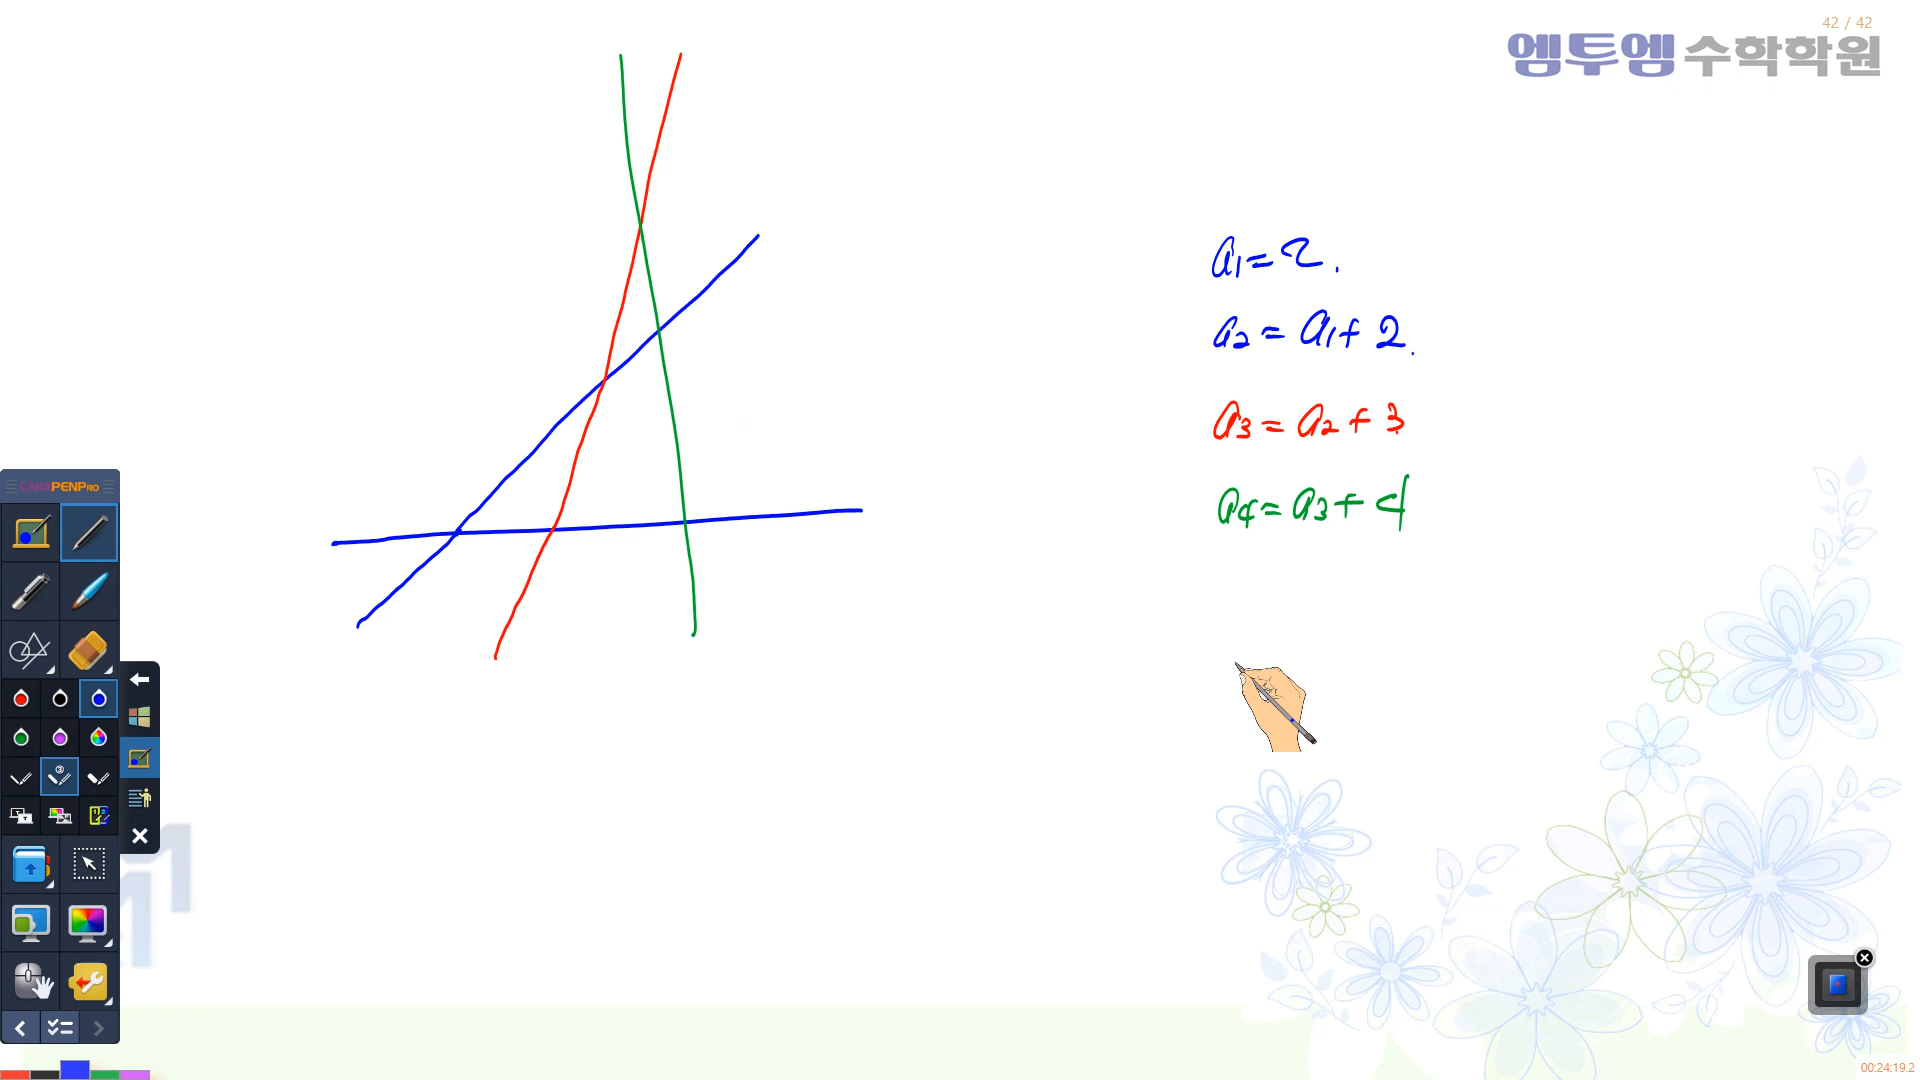 42 / 42
엠투엠 수학학원
a₁ = 2.
a₂ = a₁ + 2.
a₃ = a₂ + 3
CARAPENPRO
a₄ = a₃ + 4
00:24:19.2